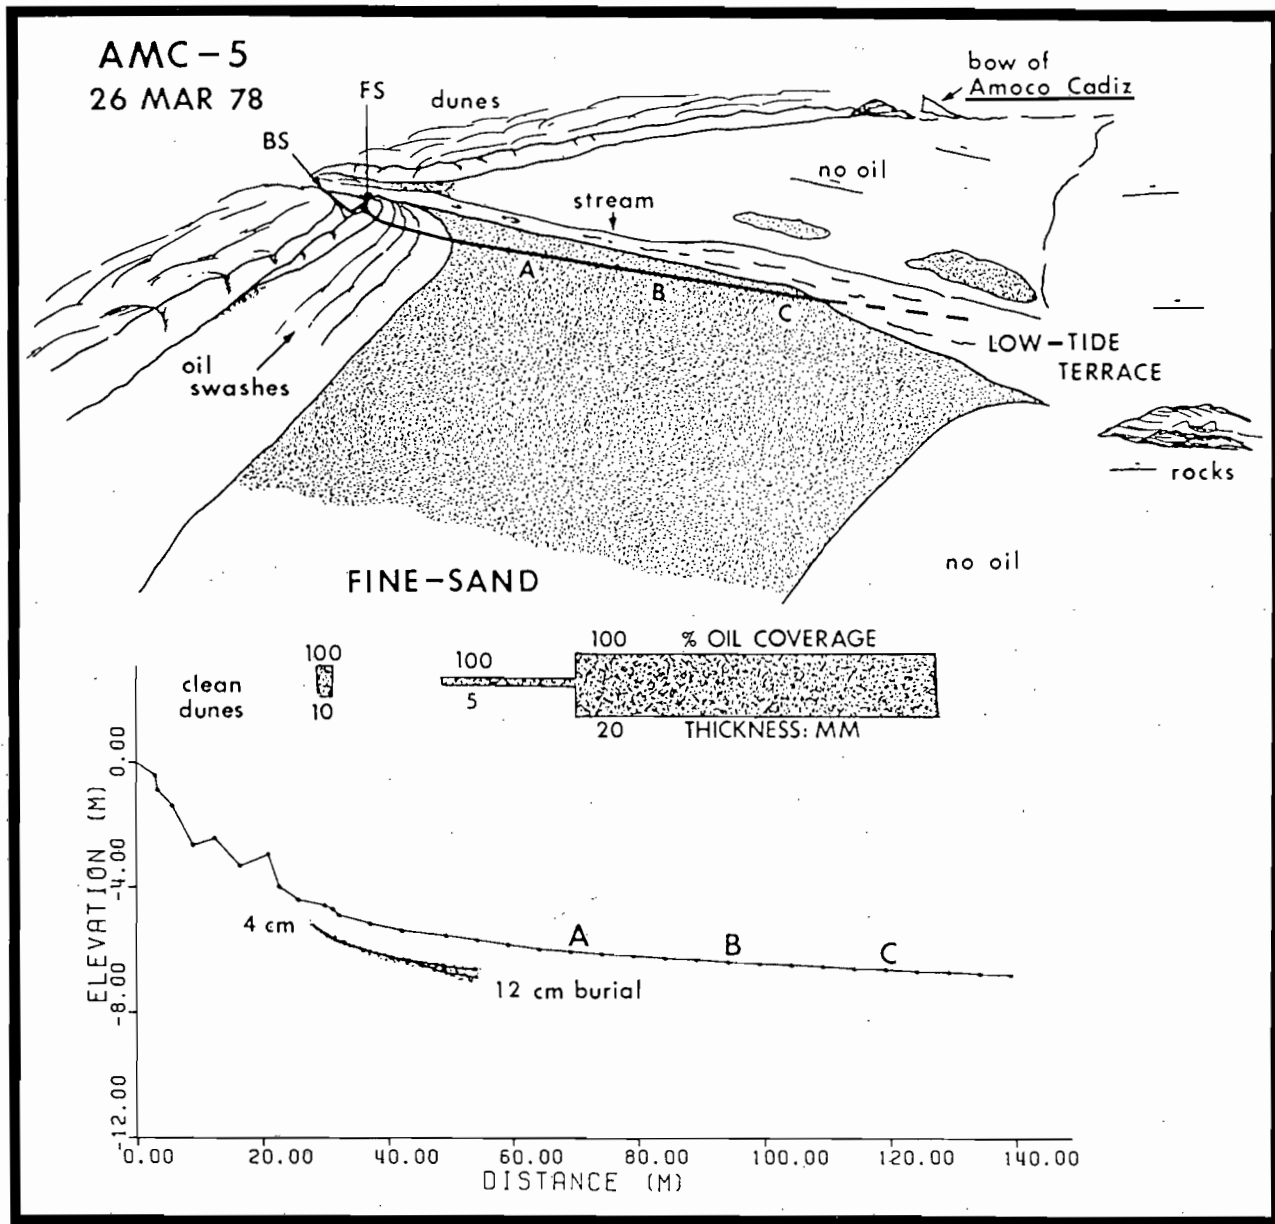 AMC-5
26 MAR 78
FS
BS
dunes
bow of
Amoco Cadiz
no oil
stream
A
B
C
oil
swashes
LOW-TIDE
TERRACE
rocks
no oil
FINE-SAND
100 % OIL COVERAGE
100
100
clean
dunes
10
5
20 THICKNESS: MM
0.00
-4.00
-8.00
-12.00
ELEVATION (M)
4 cm
A
B
C
12 cm burial
0.00 20.00 40.00 60.00 80.00 100.00 120.00 140.00
DISTANCE (M)